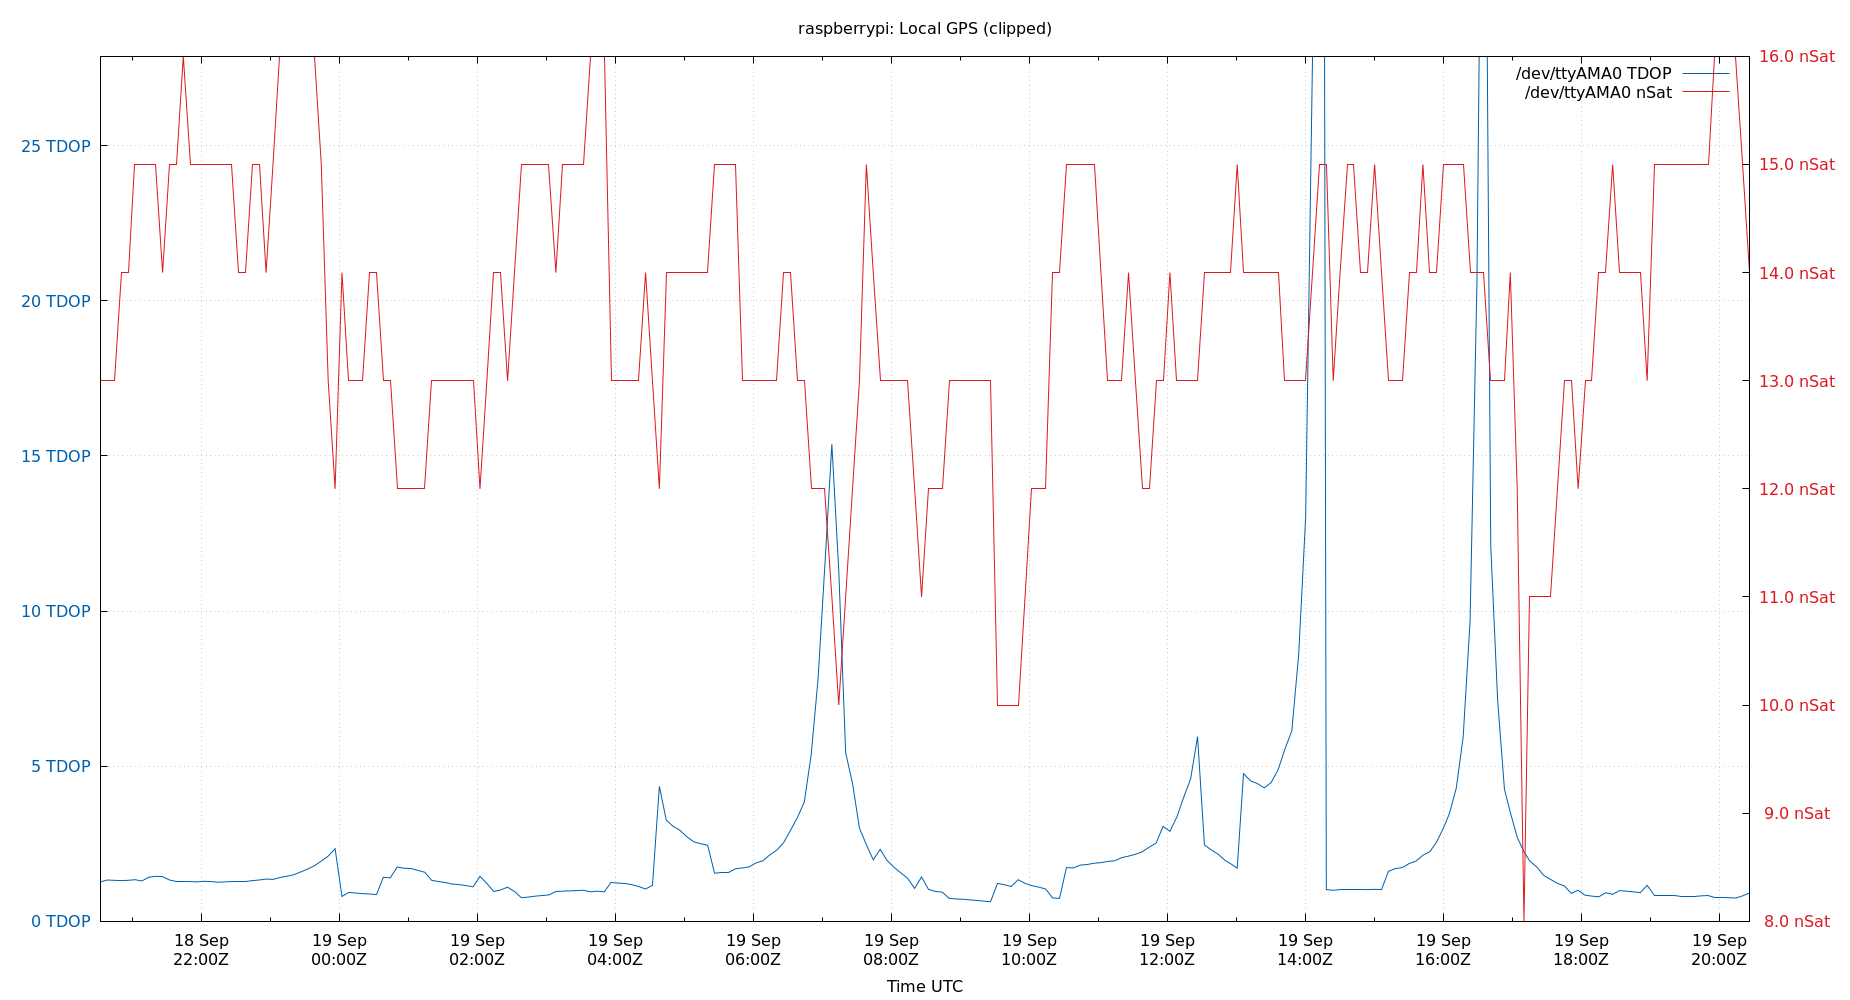 raspberrypi: Local GPS (clipped)
/dev/ttyAMA0 TDOP
/dev/ttyAMA0 nSat
25 TDOP
20 TDOP
15 TDOP
10 TDOP
5 TDOP
0 TDOP
16.0 nSat
15.0 nSat
14.0 nSat
13.0 nSat
12.0 nSat
11.0 nSat
10.0 nSat
9.0 nSat
8.0 nSat
18 Sep 19 Sep 19 Sep 19 Sep 19 Sep 19 Sep 19 Sep 19 Sep 19 Sep 19 Sep 19 Sep 19 Sep
22:00Z 00:00Z 02:00Z 04:00Z 06:00Z 08:00Z 10:00Z 12:00Z 14:00Z 16:00Z 18:00Z 20:00Z
Time UTC